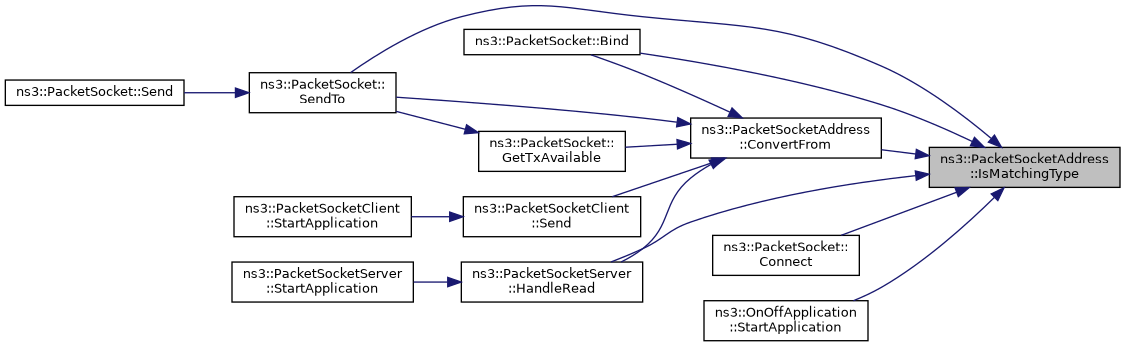 ns3::PacketSocket::Bind
ns3::PacketSocket::Send
ns3::PacketSocket::
SendTo
ns3::PacketSocketAddress
::ConvertFrom
ns3::PacketSocket::
GetTxAvailable
ns3::PacketSocketAddress
::IsMatchingType
ns3::PacketSocketClient
::StartApplication
ns3::PacketSocketClient
::Send
ns3::PacketSocket::
Connect
ns3::PacketSocketServer
::StartApplication
ns3::PacketSocketServer
::HandleRead
ns3::OnOffApplication
::StartApplication